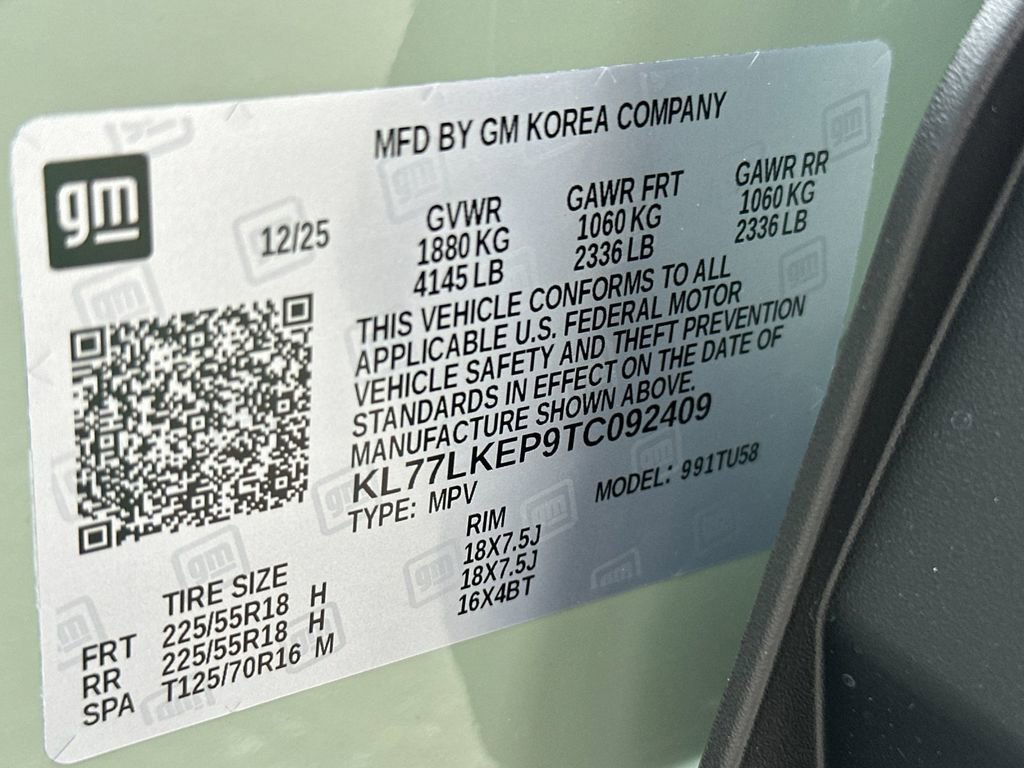 gm
MFD BY GM KOREA COMPANY
12/25
GVWR GAWR FRT GAWR RR
1880 KG 1060 KG 1060 KG
4145 LB 2336 LB 2336 LB
THIS VEHICLE CONFORMS TO ALL
APPLICABLE U.S. FEDERAL MOTOR
VEHICLE SAFETY AND THEFT PREVENTION
STANDARDS IN EFFECT ON THE DATE OF
MANUFACTURE SHOWN ABOVE.
KL77LKEP9TC092409
TYPE: MPV MODEL: 991TU58
TIRE SIZE RIM
FRT 225/55R18 H 18X7.5J
RR 225/55R18 H 18X7.5J
SPA T125/70R16 M 16X4BT